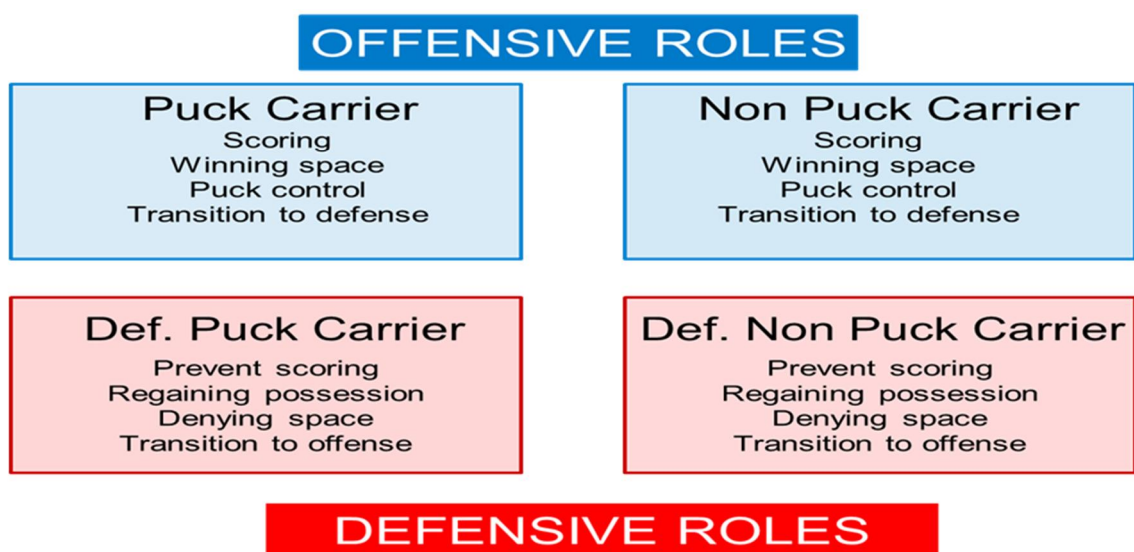 OFFENSIVE ROLES
Puck Carrier
Scoring
Winning space
Puck control
Transition to defense
Non Puck Carrier
Scoring
Winning space
Puck control
Transition to defense
Def. Puck Carrier
Prevent scoring
Regaining possession
Denying space
Transition to offense
Def. Non Puck Carrier
Prevent scoring
Regaining possession
Denying space
Transition to offense
DEFENSIVE ROLES